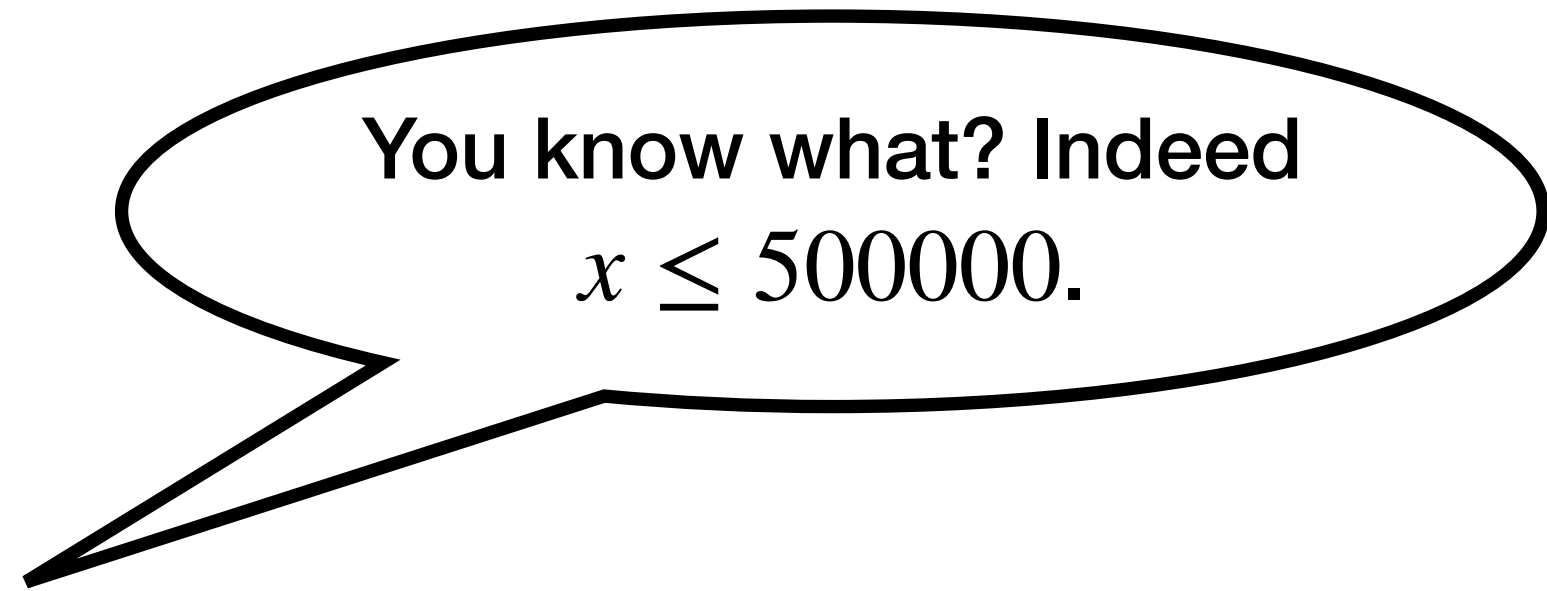 You know what? Indeed
x ≤ 500000.